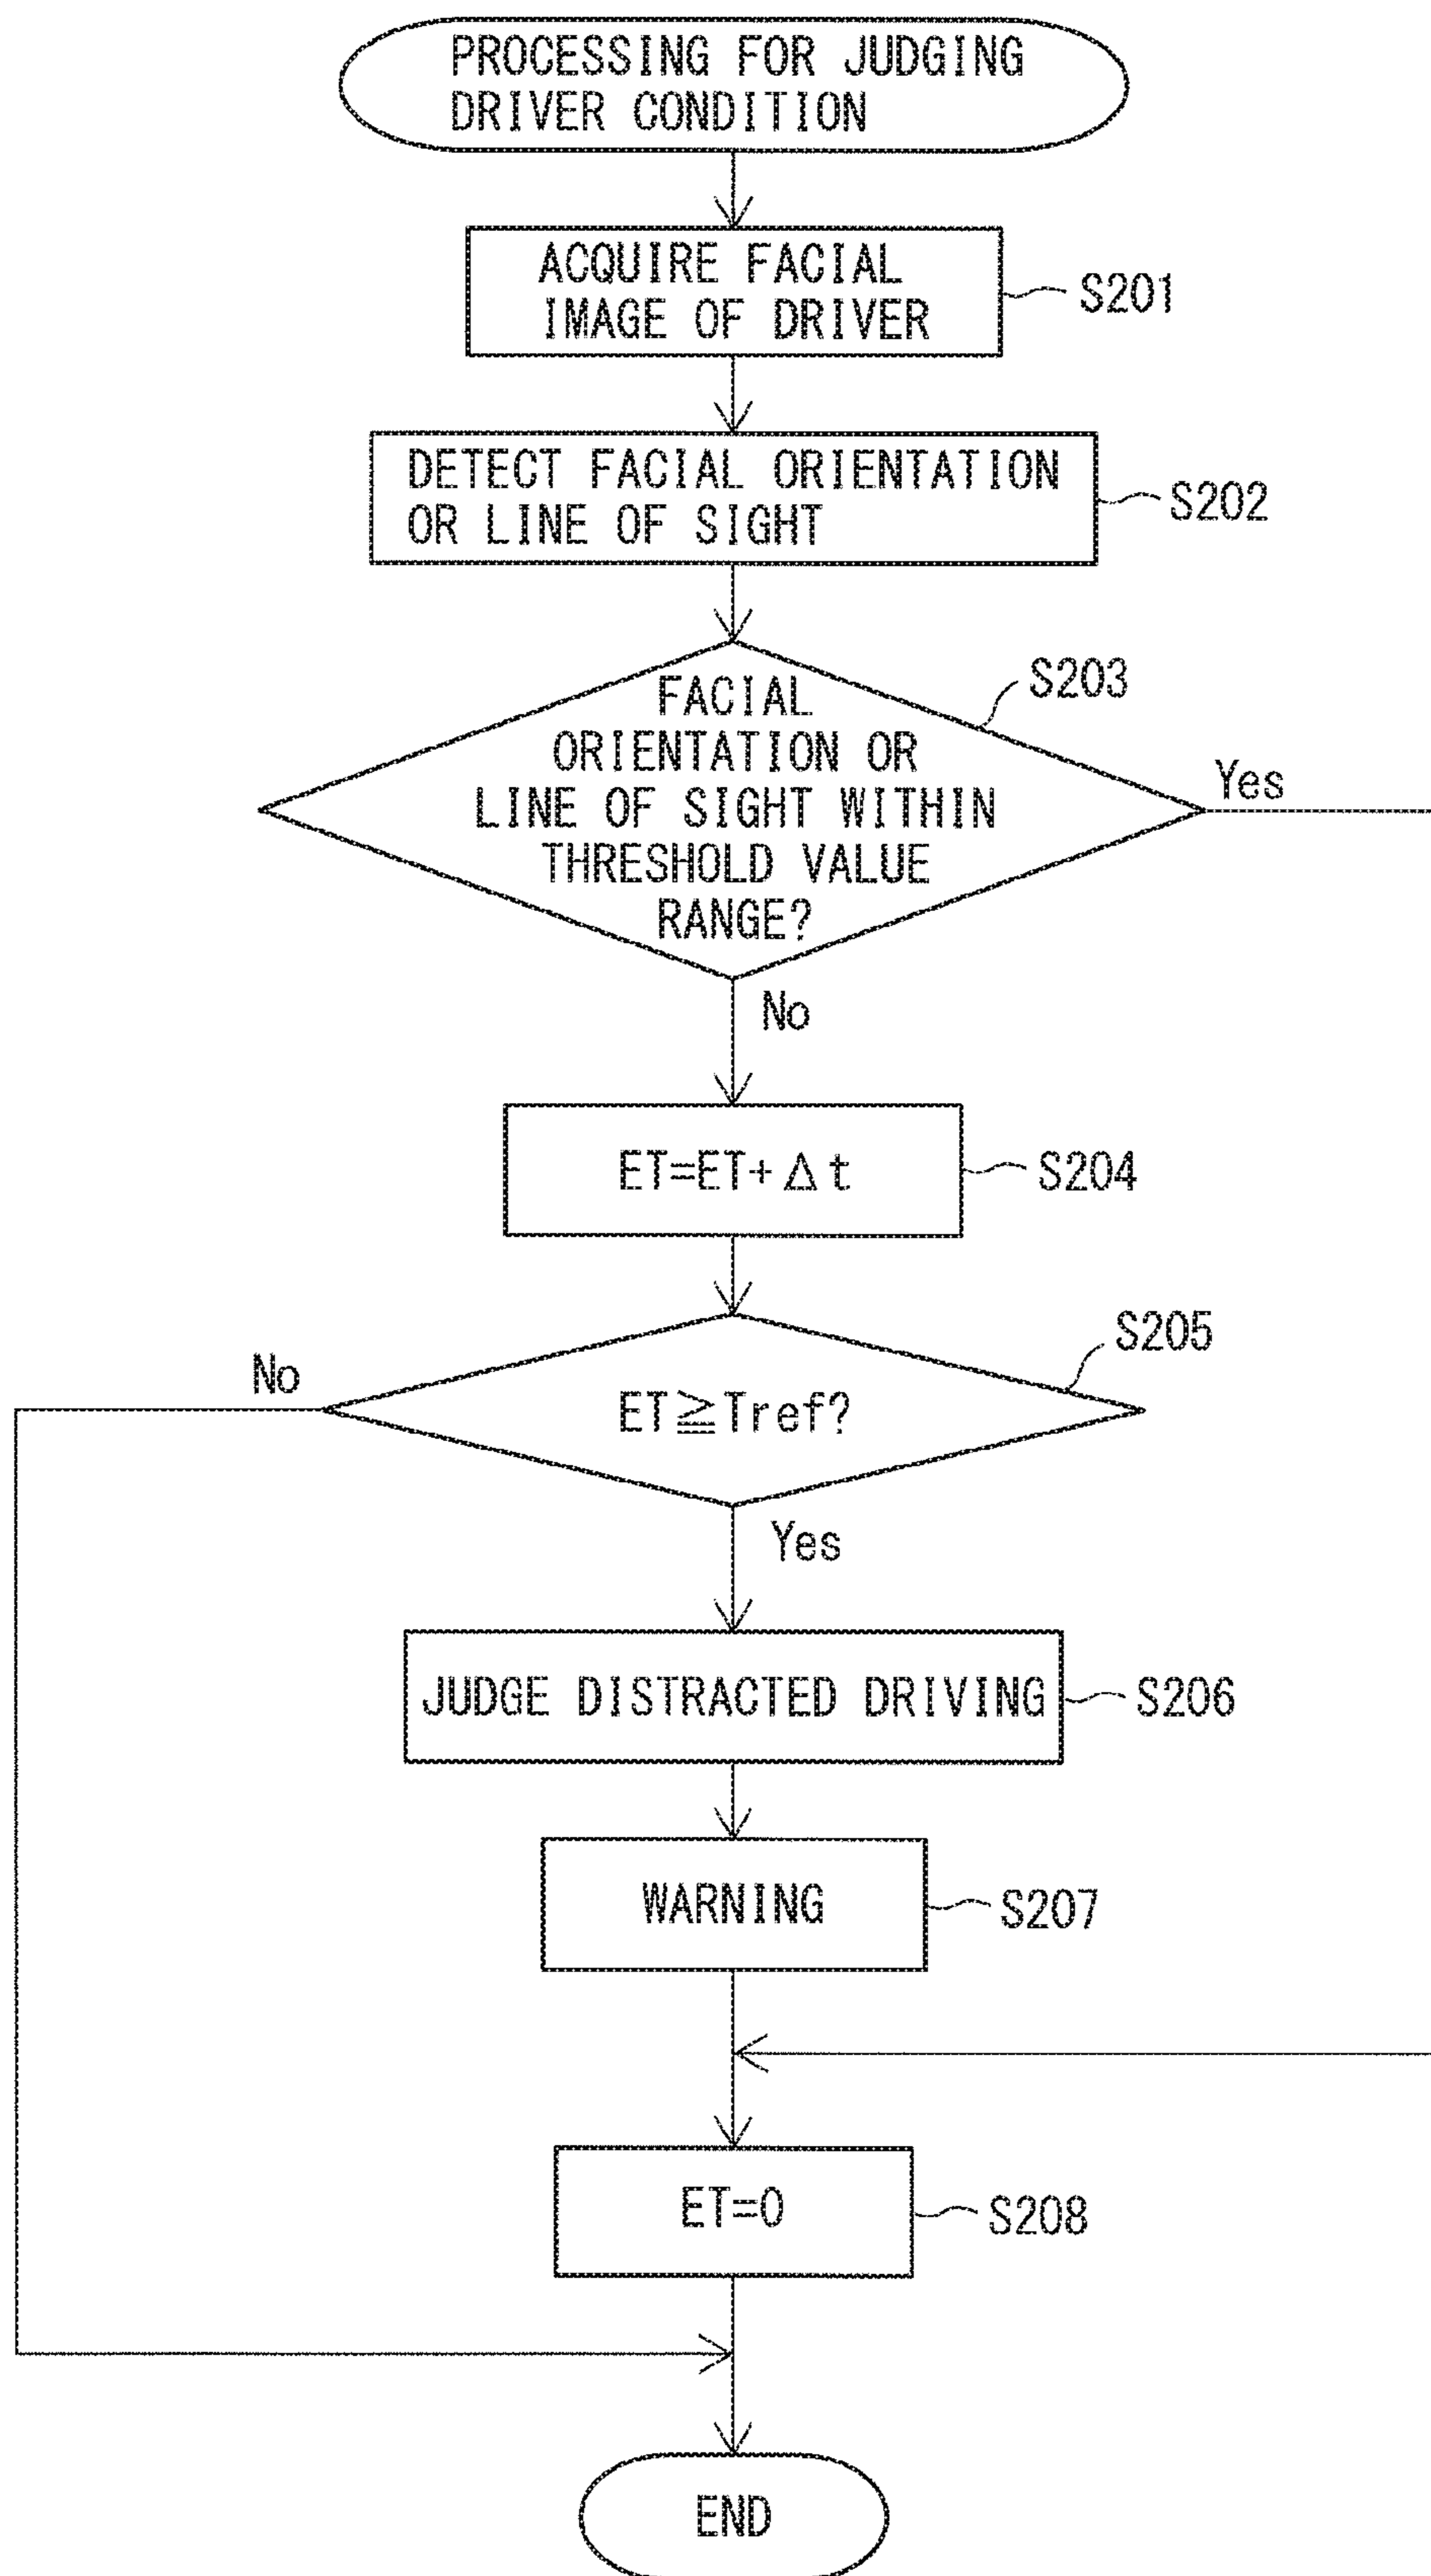 PROCESSING FOR JUDGING
DRIVER CONDITION
ACQUIRE FACIAL
IMAGE OF DRIVER
S201
DETECT FACIAL ORIENTATION
OR LINE OF SIGHT
S202
S203
FACIAL
ORIENTATION OR
LINE OF SIGHT WITHIN
THRESHOLD VALUE
RANGE?
Yes
No
ET=ET+Δt
S204
S205
No
ET≧Tref?
Yes
JUDGE DISTRACTED DRIVING
S206
WARNING
S207
ET=0
S208
END